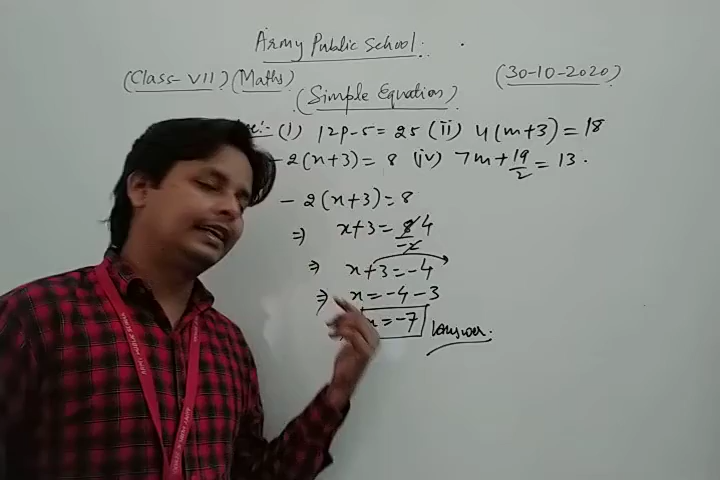 Army Public School.
(Class- VII) (Maths) (30-10-2020)
(Simple Equation)
(i) 12p-5 = 25 (ii) 4(m+3) = 18
-2(x+3) = 8 (iv) 7m + 19/2 = 13.
-2(x+3) = 8
⇒ x+3 = 8/-2 4
⇒ x+3 = -4
⇒ x = -4 - 3
x = -7 Answer.